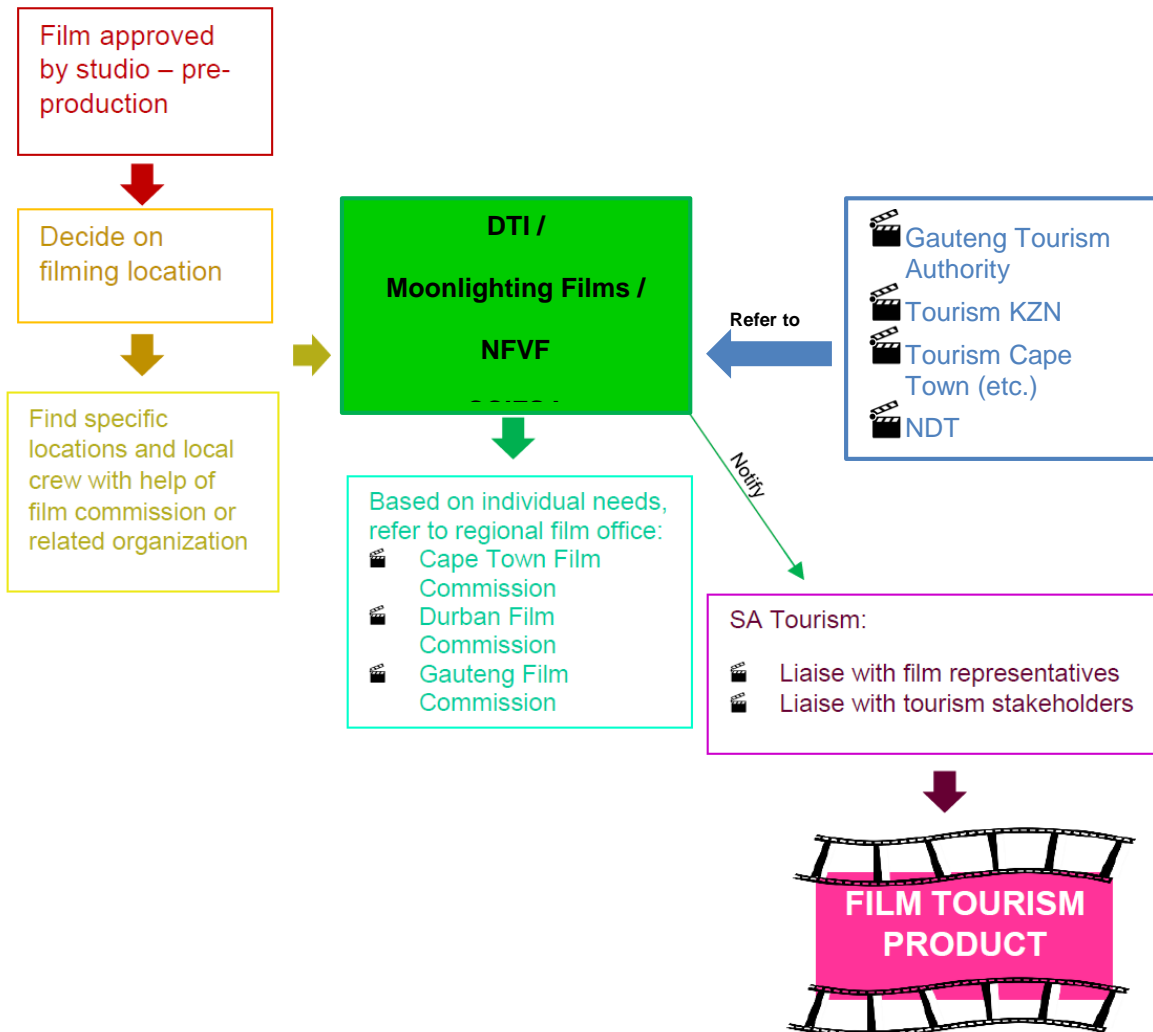 Film approved
by studio – pre-
production
Decide on
filming location
Find specific
locations and local
crew with help of
film commission or
related organization
DTI /
Moonlighting Films /
NFVF
Refer to
Gauteng Tourism
Authority
Tourism KZN
Tourism Cape
Town (etc.)
NDT
Based on individual needs,
refer to regional film office:
Cape Town Film
Commission
Durban Film
Commission
Gauteng Film
Commission
Notify
SA Tourism:
Liaise with film representatives
Liaise with tourism stakeholders
FILM TOURISM
PRODUCT